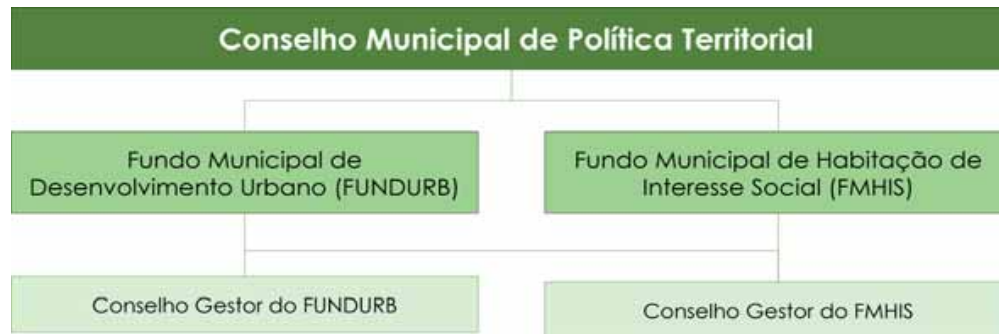 Conselho Municipal de Política Territorial
Fundo Municipal de
Desenvolvimento Urbano (FUNDURB)
Fundo Municipal de Habitação de
Interesse Social (FMHIS)
Conselho Gestor do FUNDURB
Conselho Gestor do FMHIS